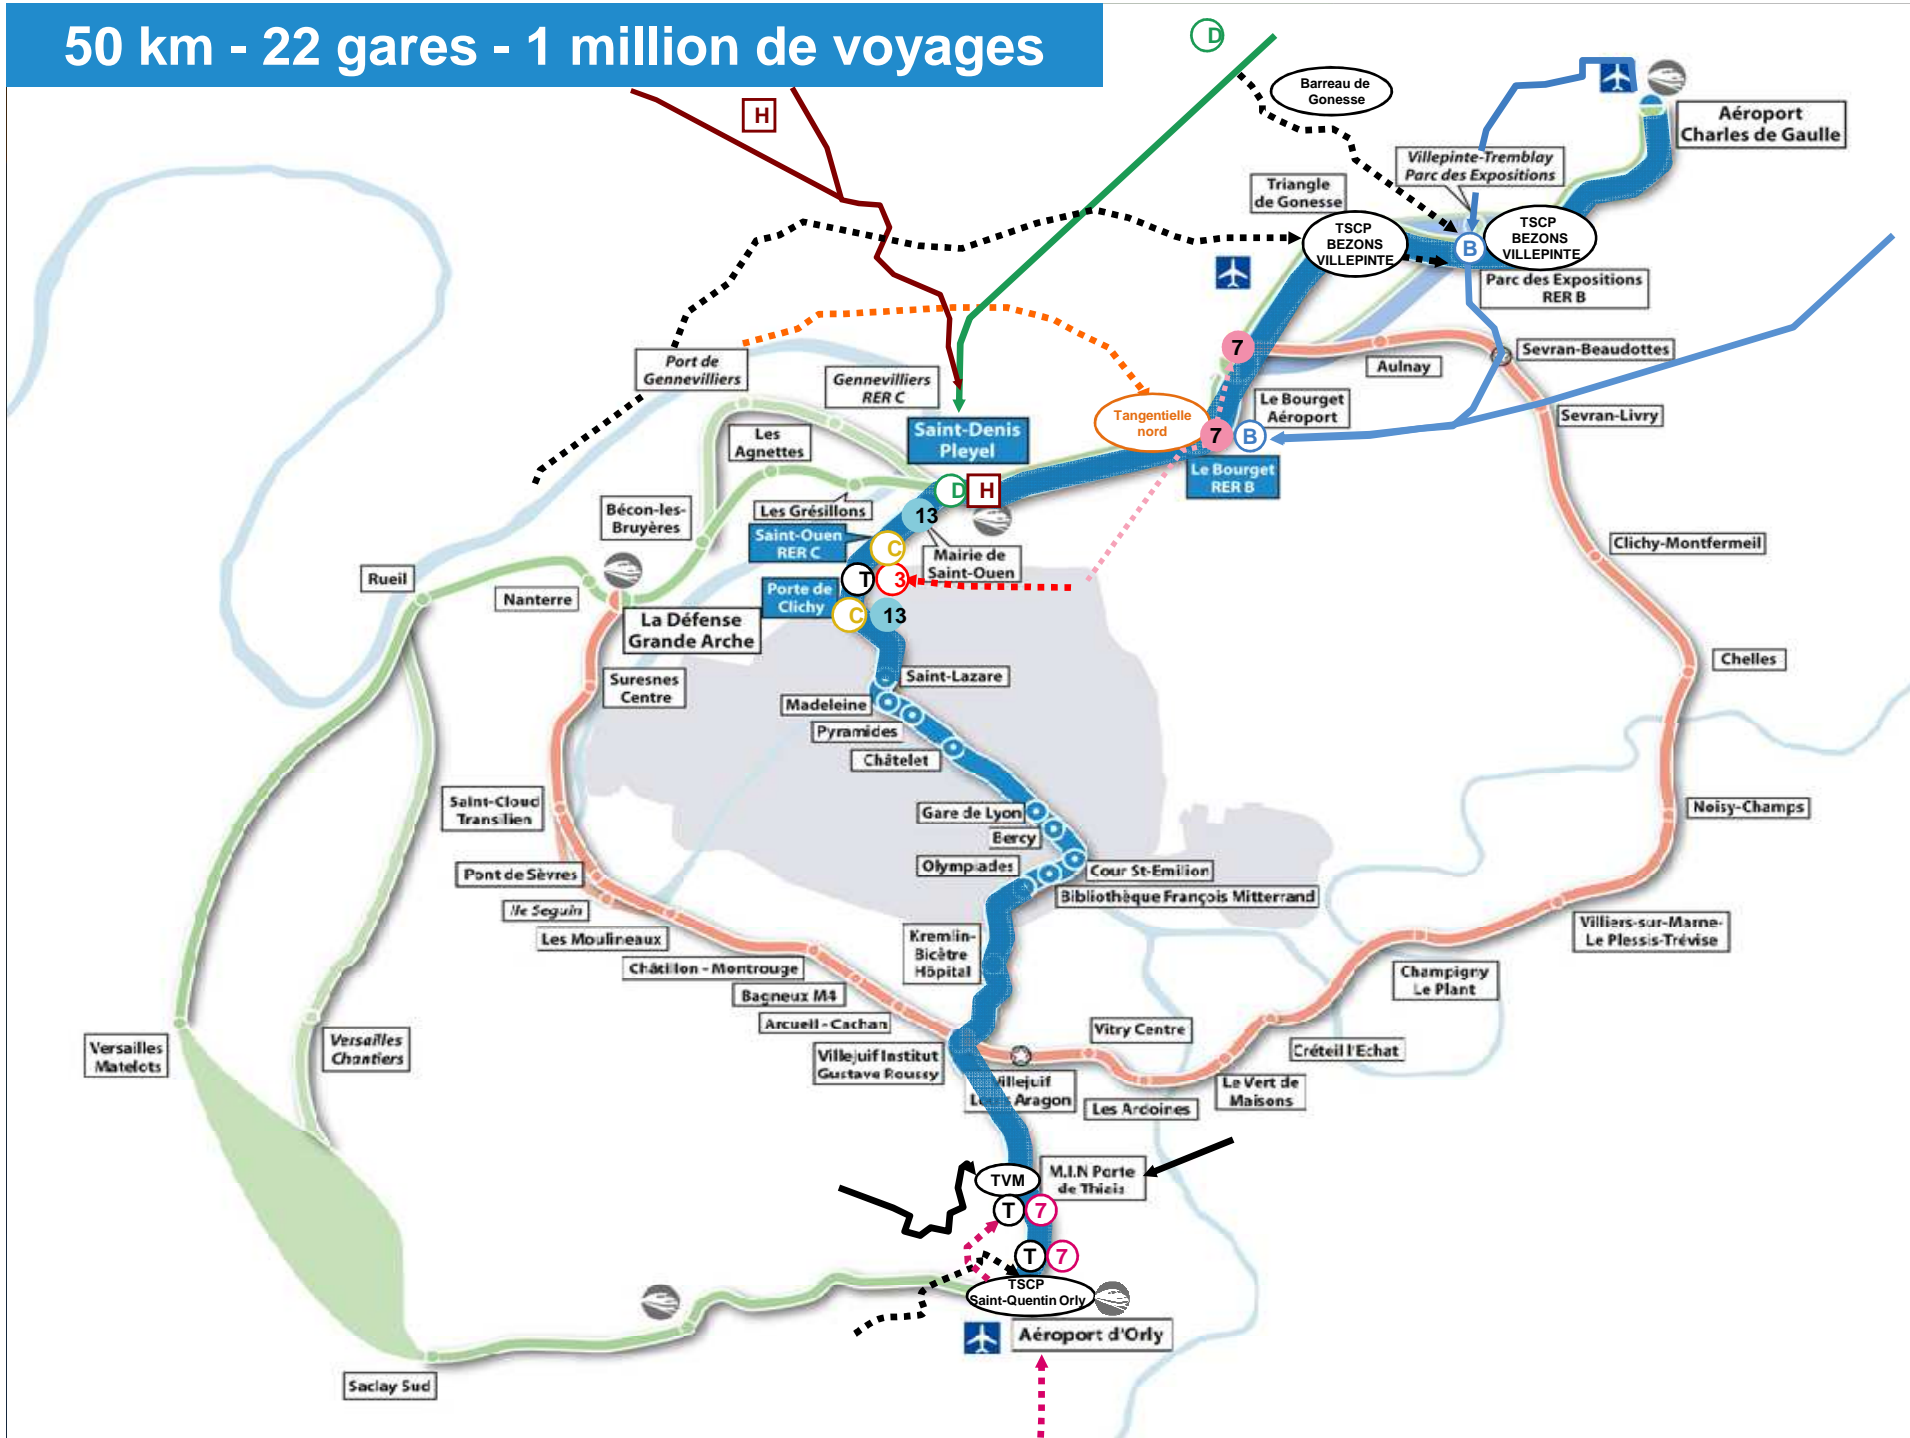 50 km - 22 gares - 1 million de voyages
D
H
Barreau de
Gonesse
Aéroport
Charles de Gaulle
Villepinte-Tremblay
Parc des Expositions
Triangle
de Gonesse
TSCP
BEZONS
VILLEPINTE
B
TSCP
BEZONS
VILLEPINTE
Parc des Expositions
RER B
7
Aulnay
Sevran-Beaudottes
Port de
Gennevilliers
Gennevilliers
RER C
Tangentielle
nord
Le Bourget
Aéroport
Sevran-Livry
Saint-Denis
Pleyel
7
B
Les
Agnettes
Le Bourget
RER B
D
H
Bécon-les-
Bruyères
Les Grésillons
13
Saint-Ouen
RER C
C
Mairie de
Saint-Ouen
Clichy-Montfermeil
Rueil
Nanterre
T
3
Porte de
Clichy
C
13
La Défense
Grande Arche
Chelles
Suresnes
Centre
Saint-Lazare
Madeleine
Pyramides
Châtelet
Saint-Cloud
Transilien
Gare de Lyon
Bercy
Noisy-Champs
Olympiades
Cour St-Emilion
Pont de Sèvres
Bibliothèque François Mitterrand
Ile Seguin
Les Moulineaux
Kremlin-
Bicêtre
Hôpital
Villiers-sur-Marne-
Le Plessis-Trévise
Châtillon - Montrouge
Champigny
Le Plant
Bagneux M4
Arcueil - Cachan
Vitry Centre
Versailles
Matelots
Versailles
Chantiers
Villejuif Institut
Gustave Roussy
Créteil l'Echat
Villejuif
Louis Aragon
Les Ardoines
Le Vert de
Maisons
TVM
M.I.N Porte
de Thiais
T
7
T
7
TSCP
Saint-Quentin Orly
Aéroport d'Orly
Saclay Sud